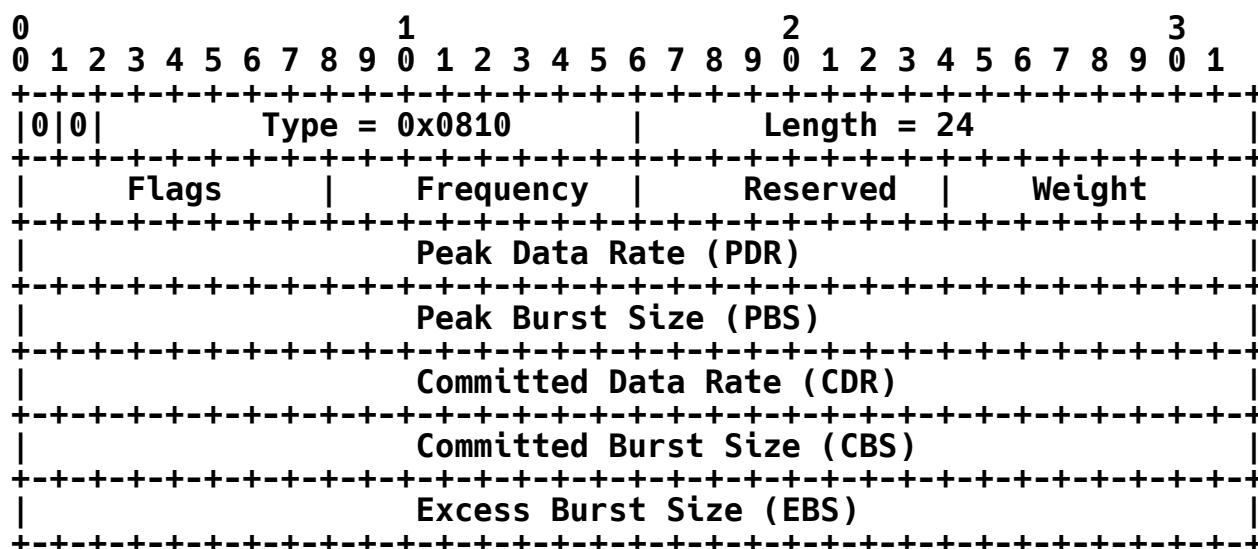 0                   1                   2                   3
0 1 2 3 4 5 6 7 8 9 0 1 2 3 4 5 6 7 8 9 0 1 2 3 4 5 6 7 8 9 0 1
+-+-+-+-+-+-+-+-+-+-+-+-+-+-+-+-+-+-+-+-+-+-+-+-+-+-+-+-+-+-+-+-+
|0|0|        Type = 0x0810      |      Length = 24              |
+-+-+-+-+-+-+-+-+-+-+-+-+-+-+-+-+-+-+-+-+-+-+-+-+-+-+-+-+-+-+-+-+
|     Flags     |    Frequency  |     Reserved  |    Weight     |
+-+-+-+-+-+-+-+-+-+-+-+-+-+-+-+-+-+-+-+-+-+-+-+-+-+-+-+-+-+-+-+-+
|                    Peak Data Rate (PDR)                       |
+-+-+-+-+-+-+-+-+-+-+-+-+-+-+-+-+-+-+-+-+-+-+-+-+-+-+-+-+-+-+-+-+
|                    Peak Burst Size (PBS)                      |
+-+-+-+-+-+-+-+-+-+-+-+-+-+-+-+-+-+-+-+-+-+-+-+-+-+-+-+-+-+-+-+-+
|                    Committed Data Rate (CDR)                  |
+-+-+-+-+-+-+-+-+-+-+-+-+-+-+-+-+-+-+-+-+-+-+-+-+-+-+-+-+-+-+-+-+
|                    Committed Burst Size (CBS)                 |
+-+-+-+-+-+-+-+-+-+-+-+-+-+-+-+-+-+-+-+-+-+-+-+-+-+-+-+-+-+-+-+-+
|                    Excess Burst Size (EBS)                    |
+-+-+-+-+-+-+-+-+-+-+-+-+-+-+-+-+-+-+-+-+-+-+-+-+-+-+-+-+-+-+-+-+